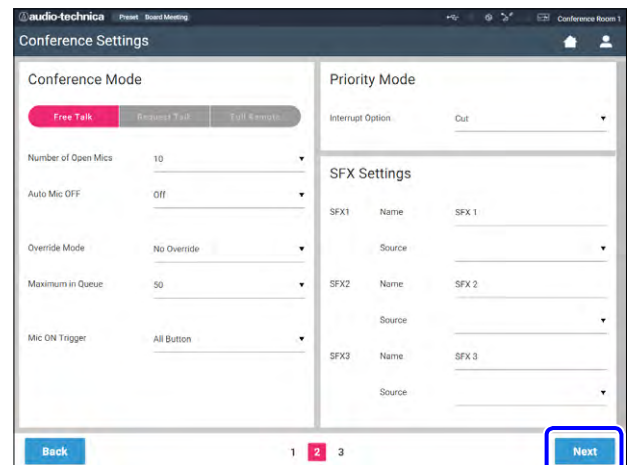 audio-technica Preset Board Meeting Conference Room 1
Conference Settings
Conference Mode
Free Talk Request Talk Full Remote
Number of Open Mics 10
Auto Mic OFF Off
Override Mode No Override
Maximum in Queue 50
Mic ON Trigger All Button
Priority Mode
Interrupt Option Cut
SFX Settings
SFX1 Name SFX 1
Source
SFX2 Name SFX 2
Source
SFX3 Name SFX 3
Source
Back 1 2 3 Next